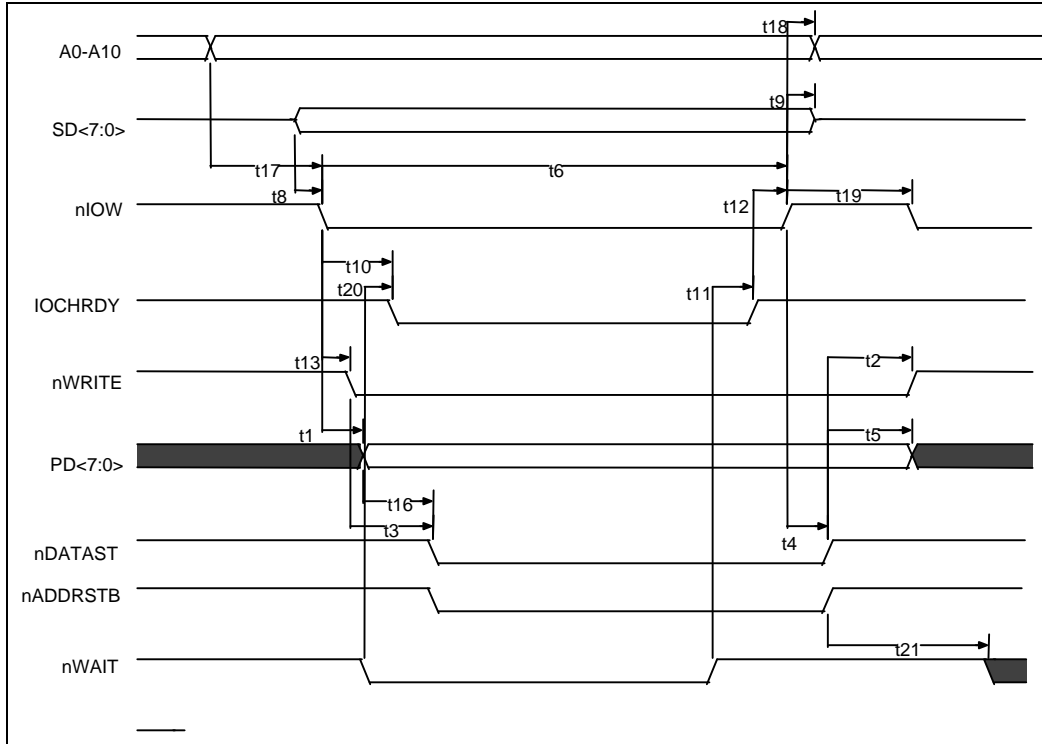 t18
A0-A10
t9
SD<7:0>
t17
t6
t8
t12
t19
nIOW
t10
t20
t11
IOCHRDY
t13
t2
nWRITE
t1
t5
PD<7:0>
t16
t3
t4
nDATAST
nADDRSTB
t21
nWAIT